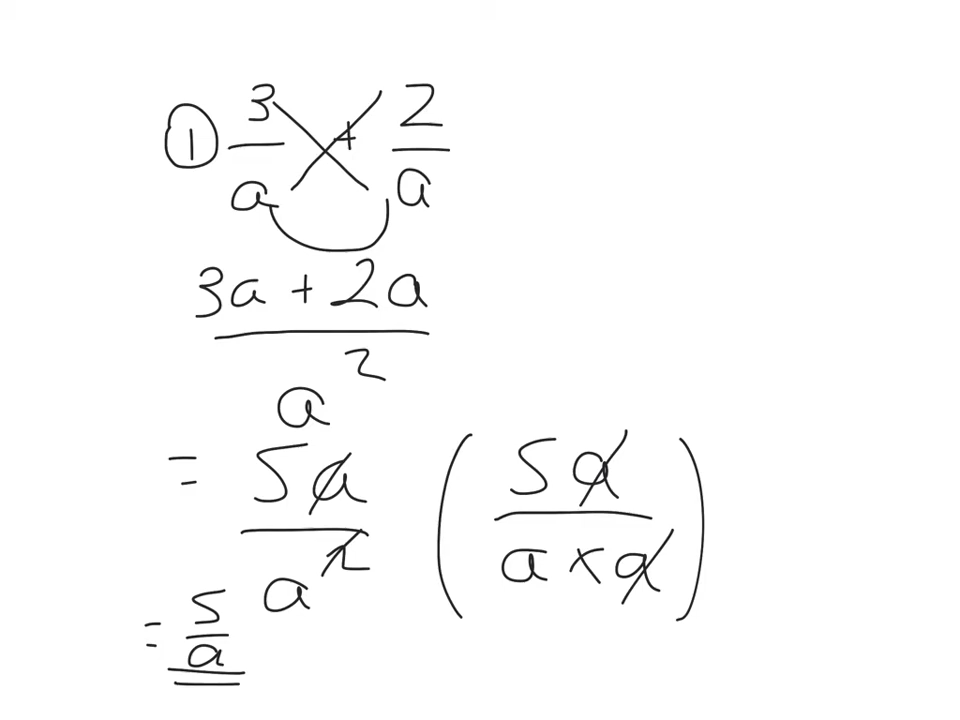 ① 3/a + 2/a
(3a + 2a)/a²
= 5a/a² (5a/(a × a))
= 5/a